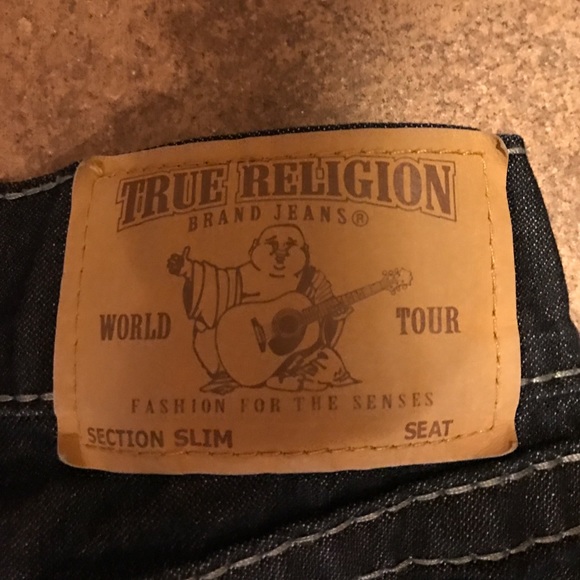 TRUE RELIGION
BRAND JEANS®
WORLD TOUR
FASHION FOR THE SENSES
SECTION SLIM SEAT